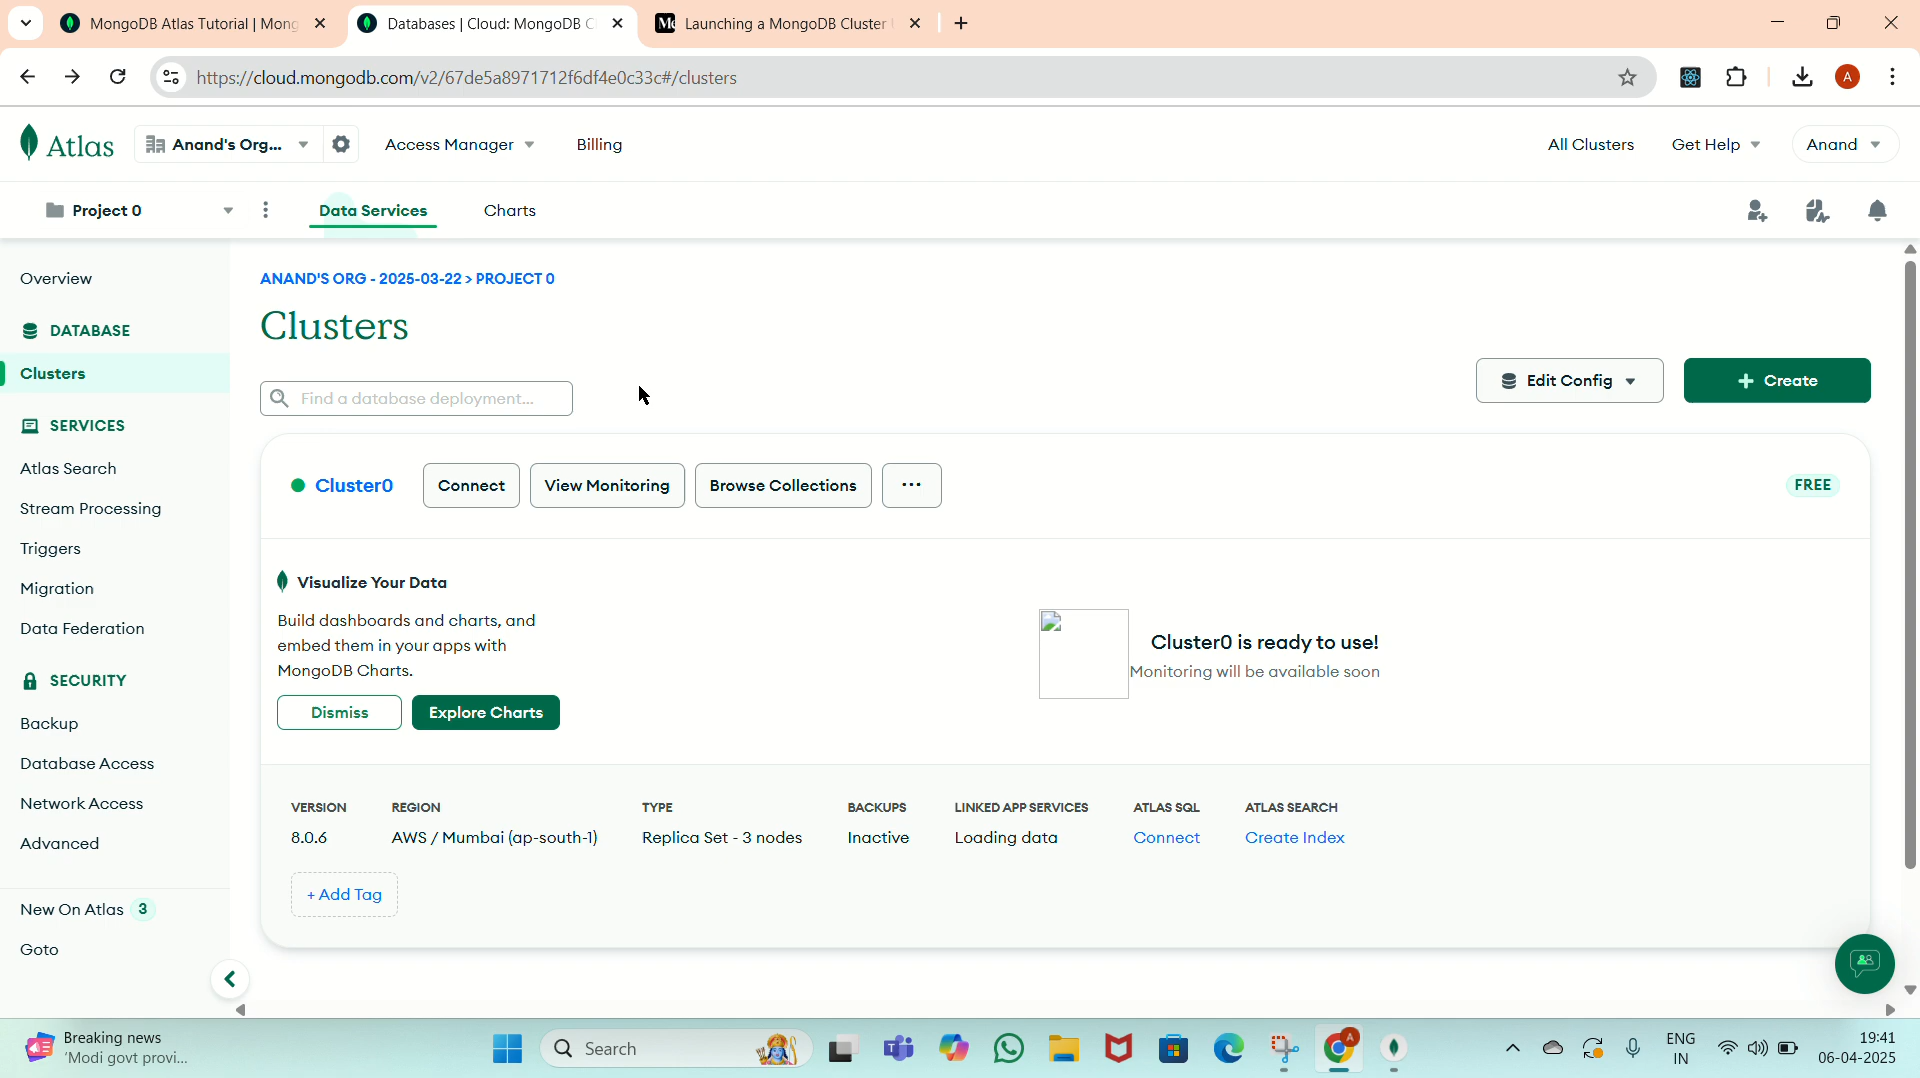 MongoDB Atlas Tutorial | Mong
Databases | Cloud: MongoDB C
Launching a MongoDB Cluster
https://cloud.mongodb.com/v2/67de5a8971712f6df4e0c33c#/clusters
A
Atlas
Anand's Org...
Access Manager
Billing
All Clusters
Get Help
Anand
Project 0
Data Services
Charts
Overview
DATABASE
Clusters
SERVICES
Atlas Search
Stream Processing
Triggers
Migration
Data Federation
SECURITY
Backup
Database Access
Network Access
Advanced
New On Atlas 3
Goto
ANAND'S ORG - 2025-03-22 > PROJECT 0
Clusters
Find a database deployment...
Edit Config
+ Create
Cluster0
Connect
View Monitoring
Browse Collections
...
FREE
Visualize Your Data
Build dashboards and charts, and
embed them in your apps with
MongoDB Charts.
Dismiss
Explore Charts
Cluster0 is ready to use!
Monitoring will be available soon
VERSION
8.0.6
REGION
AWS / Mumbai (ap-south-1)
TYPE
Replica Set - 3 nodes
BACKUPS
Inactive
LINKED APP SERVICES
Loading data
ATLAS SQL
Connect
ATLAS SEARCH
Create Index
+ Add Tag
Breaking news
'Modi govt provi...
Search
A
ENG
IN
19:41
06-04-2025